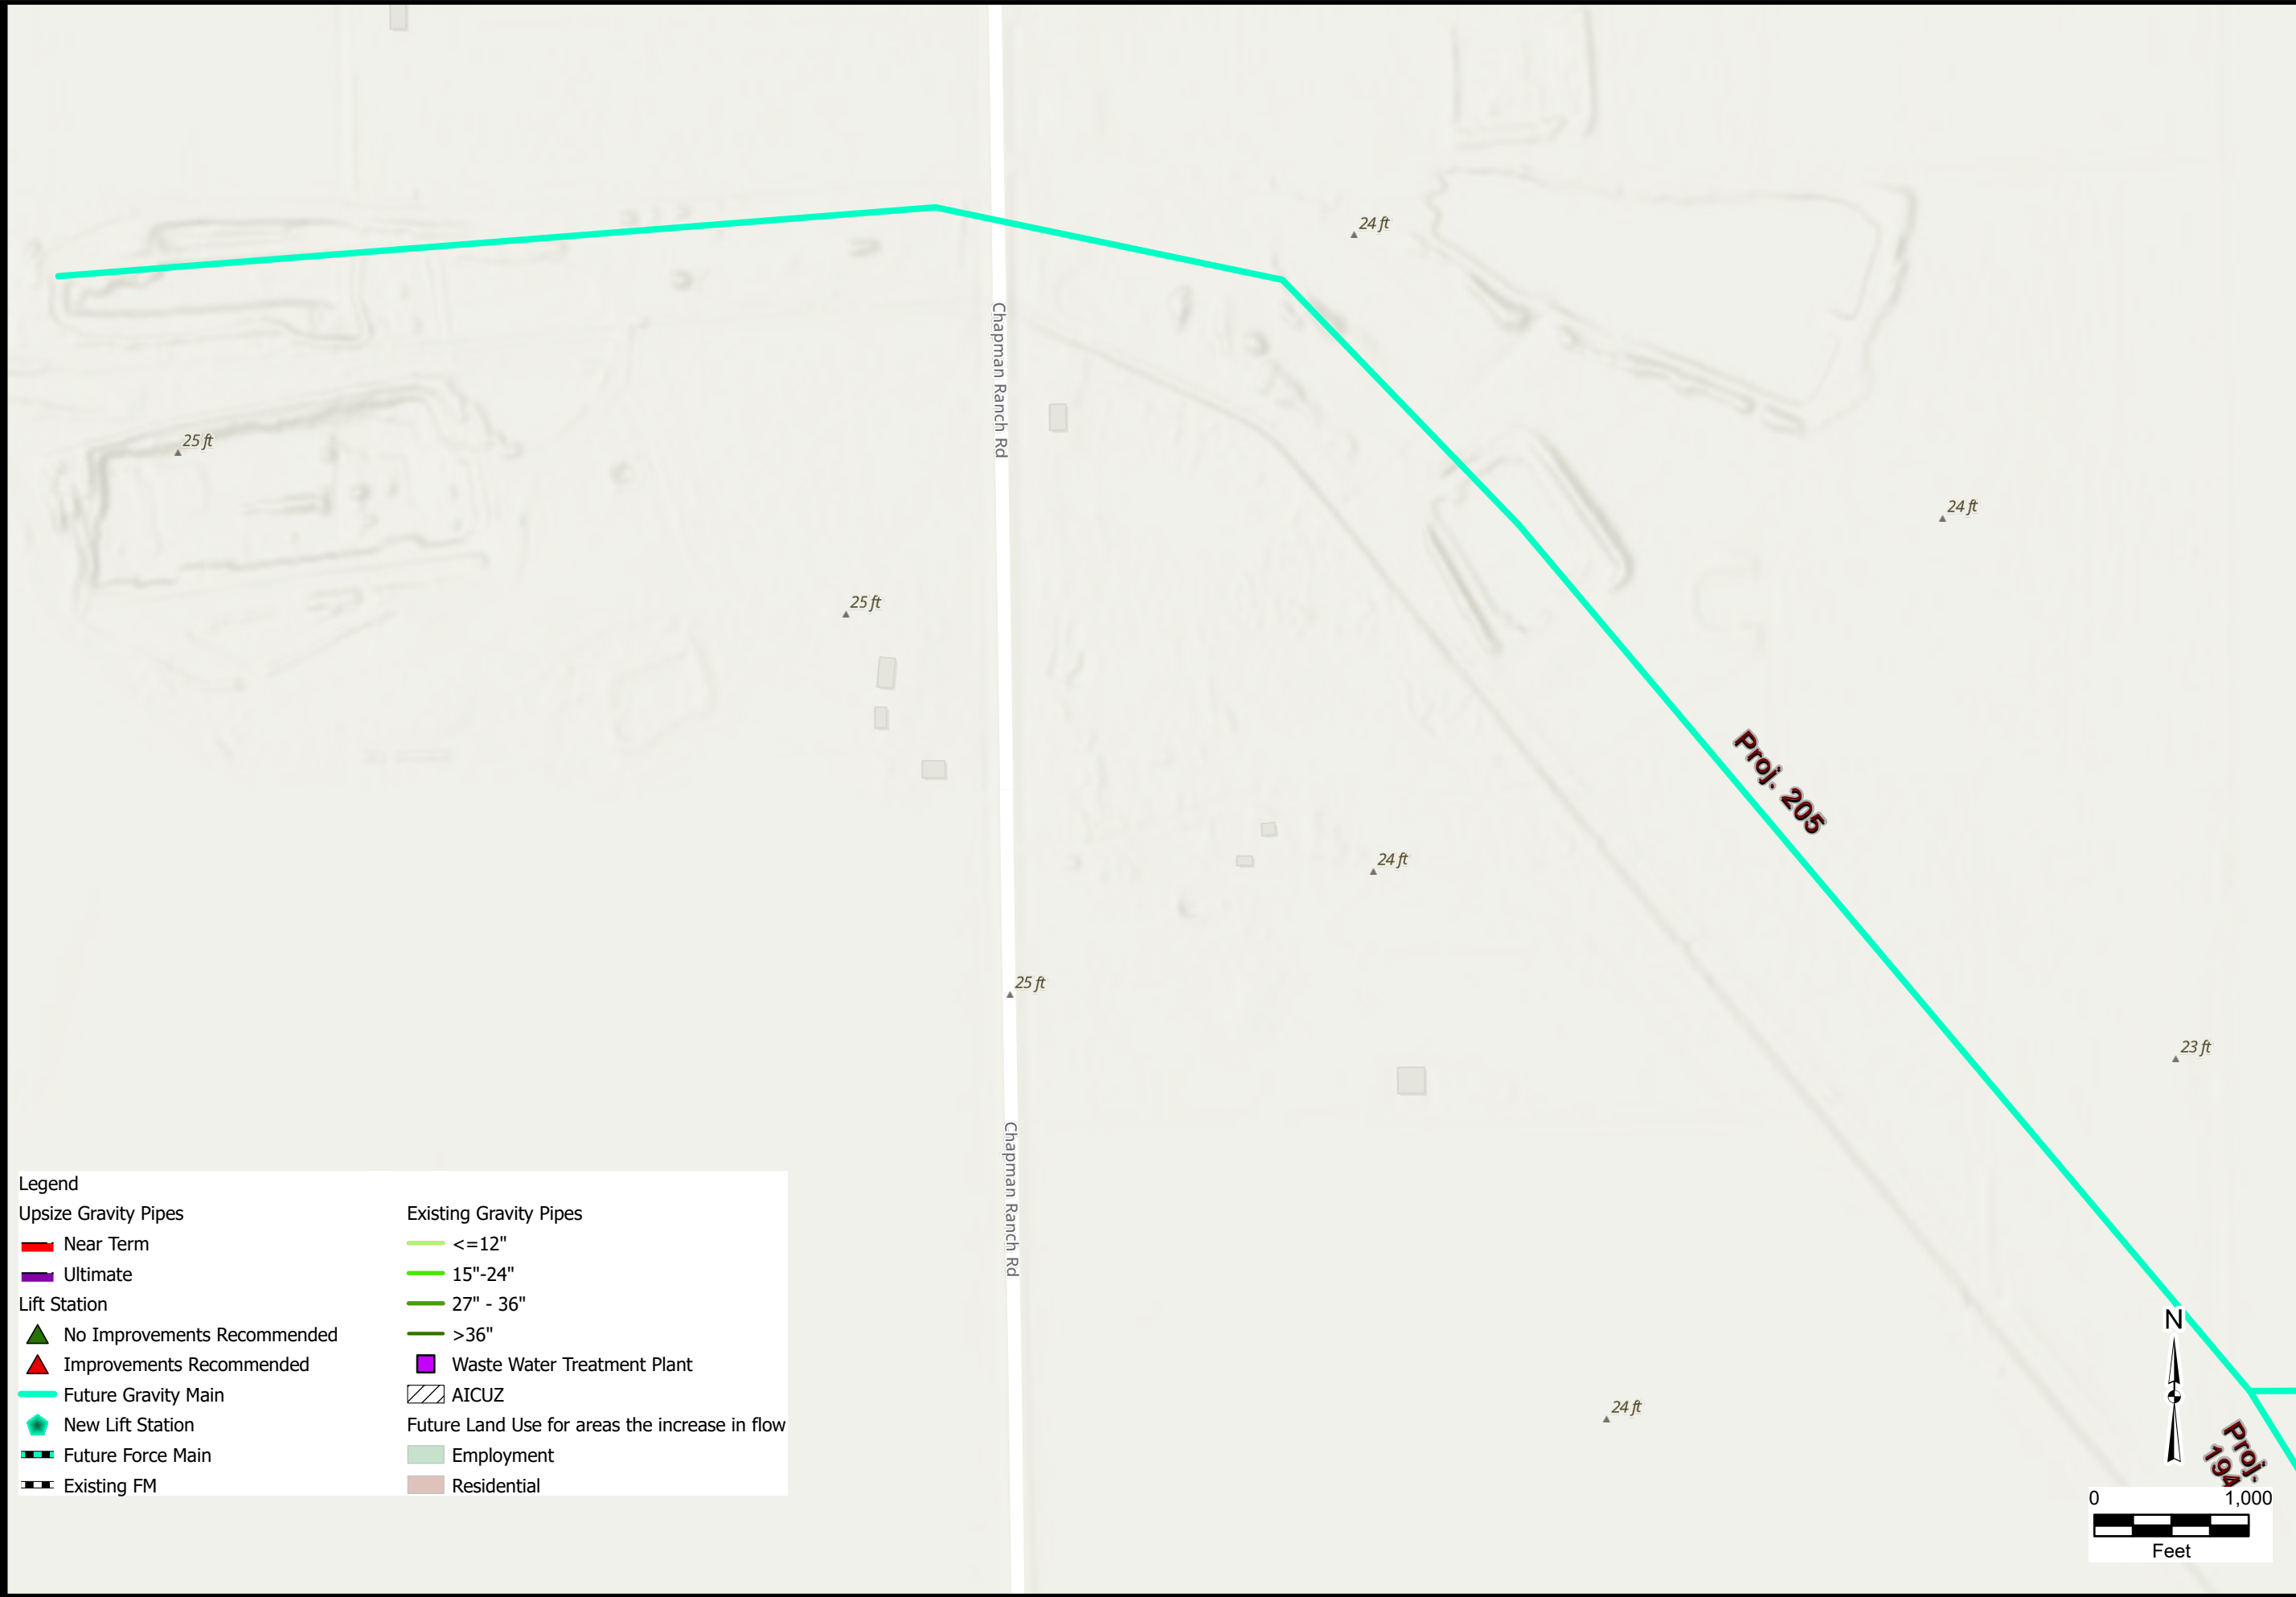 24 ft
Chapman Ranch Rd
25 ft
24 ft
25 ft
Proj. 205
24 ft
25 ft
23 ft
Chapman Ranch Rd
24 ft
N
Proj.
194
Legend
Upsize Gravity Pipes
Near Term
Ultimate
Lift Station
No Improvements Recommended
Improvements Recommended
Future Gravity Main
New Lift Station
Future Force Main
Existing FM
Existing Gravity Pipes
<=12"
15"-24"
27" - 36"
>36"
Waste Water Treatment Plant
AICUZ
Future Land Use for areas the increase in flow
Employment
Residential
0 1,000
Feet